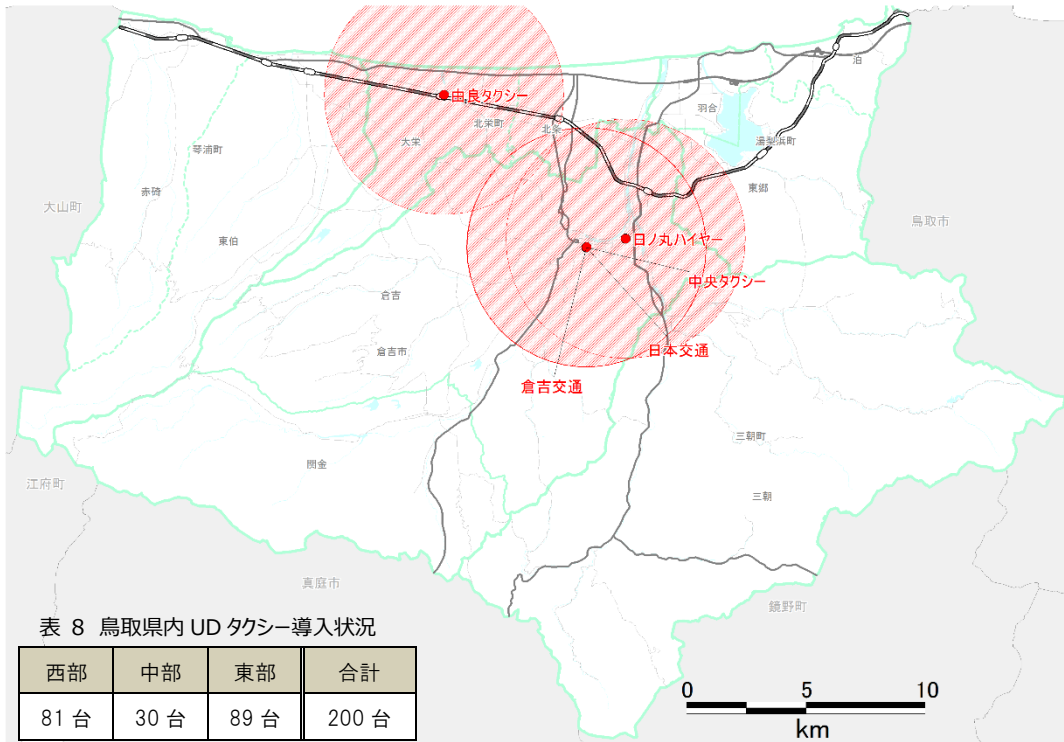 泊
由良タクシー
羽合
北栄町
北条
大栄
湯梨浜町
琴浦町
東郷
赤碕
大山町
鳥取市
東伯
日ノ丸ハイヤー
中央タクシー
倉吉
倉吉市
日本交通
倉吉交通
三朝町
関金
江府町
三朝
真庭市
鏡野町
表 8 鳥取県内 UD タクシー導入状況
西部 中部 東部 合計
81 台 30 台 89 台 200 台
0 5 10
km